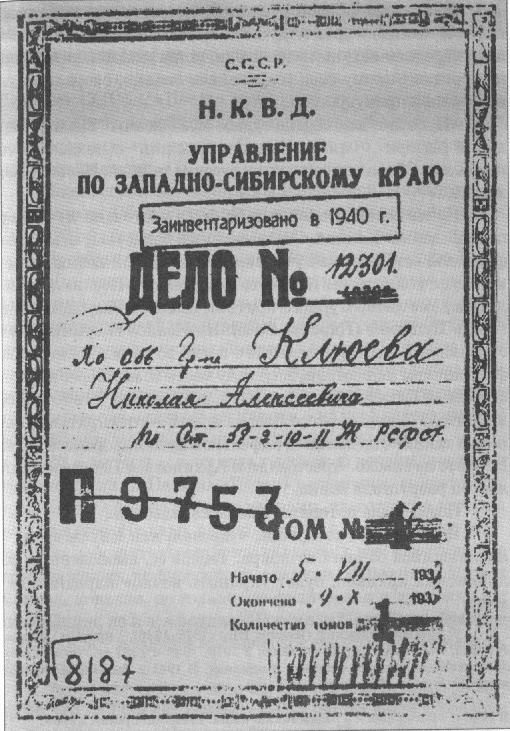 С.С.С.Р.
Н. К. В. Д.
УПРАВЛЕНИЕ
ПО ЗАПАДНО-СИБИРСКОМУ КРАЮ
Заинвентаризовано в 1940 г.
ДЕЛО № 12301.
По обв Гр-на Клюева
Николая Алексеевича
по Ст. 58-2-10-11 УК РСФСР.
П 9753
ТОМ №
Начато 5. VII 1937
Окончено 9. X 1937
Количество томов 1
8187